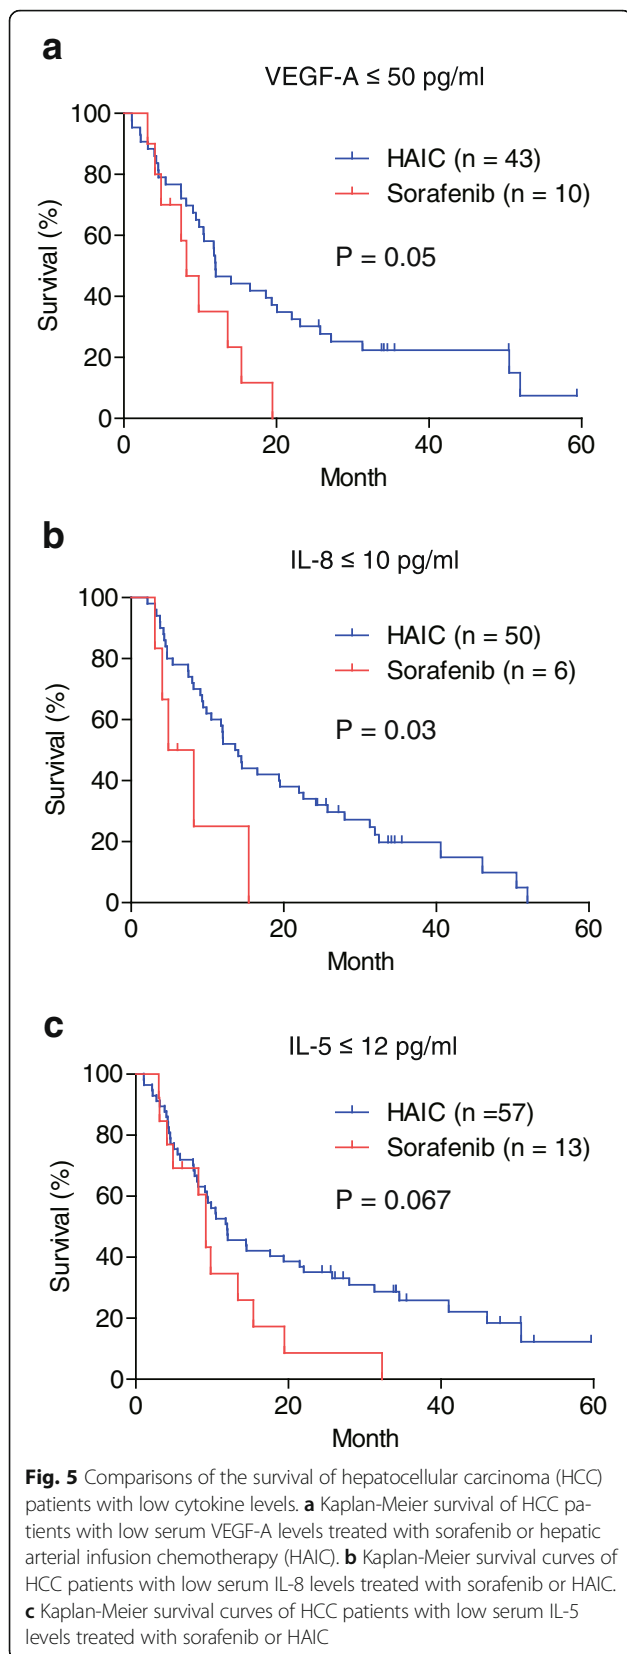 a
VEGF-A ≤ 50 pg/ml
100
80
60
40
20
0
Survival (%)
HAIC (n = 43)
Sorafenib (n = 10)
P = 0.05
0 20 40 60
Month
b
IL-8 ≤ 10 pg/ml
100
80
60
40
20
0
Survival (%)
HAIC (n = 50)
Sorafenib (n = 6)
P = 0.03
0 20 40 60
Month
c
IL-5 ≤ 12 pg/ml
100
80
60
40
20
0
Survival (%)
HAIC (n =57)
Sorafenib (n = 13)
P = 0.067
0 20 40 60
Month
Fig. 5 Comparisons of the survival of hepatocellular carcinoma (HCC)
patients with low cytokine levels. a Kaplan-Meier survival of HCC pa-
tients with low serum VEGF-A levels treated with sorafenib or hepatic
arterial infusion chemotherapy (HAIC). b Kaplan-Meier survival curves of
HCC patients with low serum IL-8 levels treated with sorafenib or HAIC.
c Kaplan-Meier survival curves of HCC patients with low serum IL-5
levels treated with sorafenib or HAIC